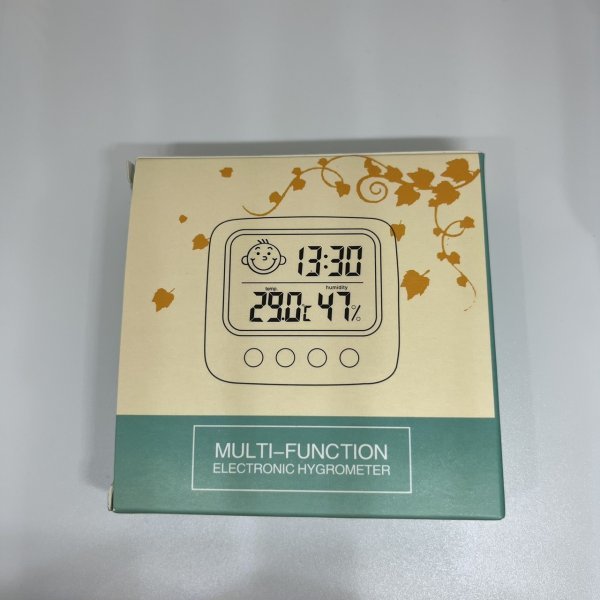 13:30
temp. humidity
29.0°C 47%
MULTI-FUNCTION
ELECTRONIC HYGROMETER